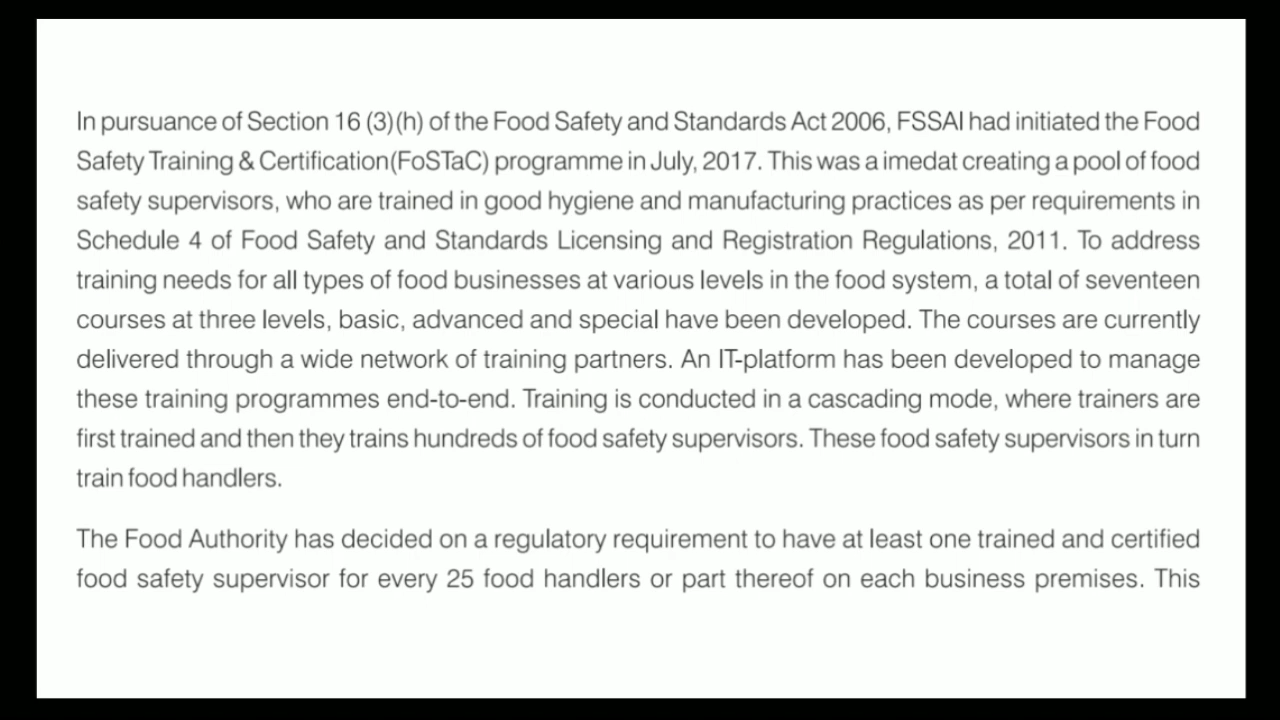 In pursuance of Section 16 (3)(h) of the Food Safety and Standards Act 2006, FSSAI had initiated the Food
Safety Training & Certification(FoSTaC) programme in July, 2017. This was a imedat creating a pool of food
safety supervisors, who are trained in good hygiene and manufacturing practices as per requirements in
Schedule 4 of Food Safety and Standards Licensing and Registration Regulations, 2011. To address
training needs for all types of food businesses at various levels in the food system, a total of seventeen
courses at three levels, basic, advanced and special have been developed. The courses are currently
delivered through a wide network of training partners. An IT-platform has been developed to manage
these training programmes end-to-end. Training is conducted in a cascading mode, where trainers are
first trained and then they trains hundreds of food safety supervisors. These food safety supervisors in turn
train food handlers.
The Food Authority has decided on a regulatory requirement to have at least one trained and certified
food safety supervisor for every 25 food handlers or part thereof on each business premises. This